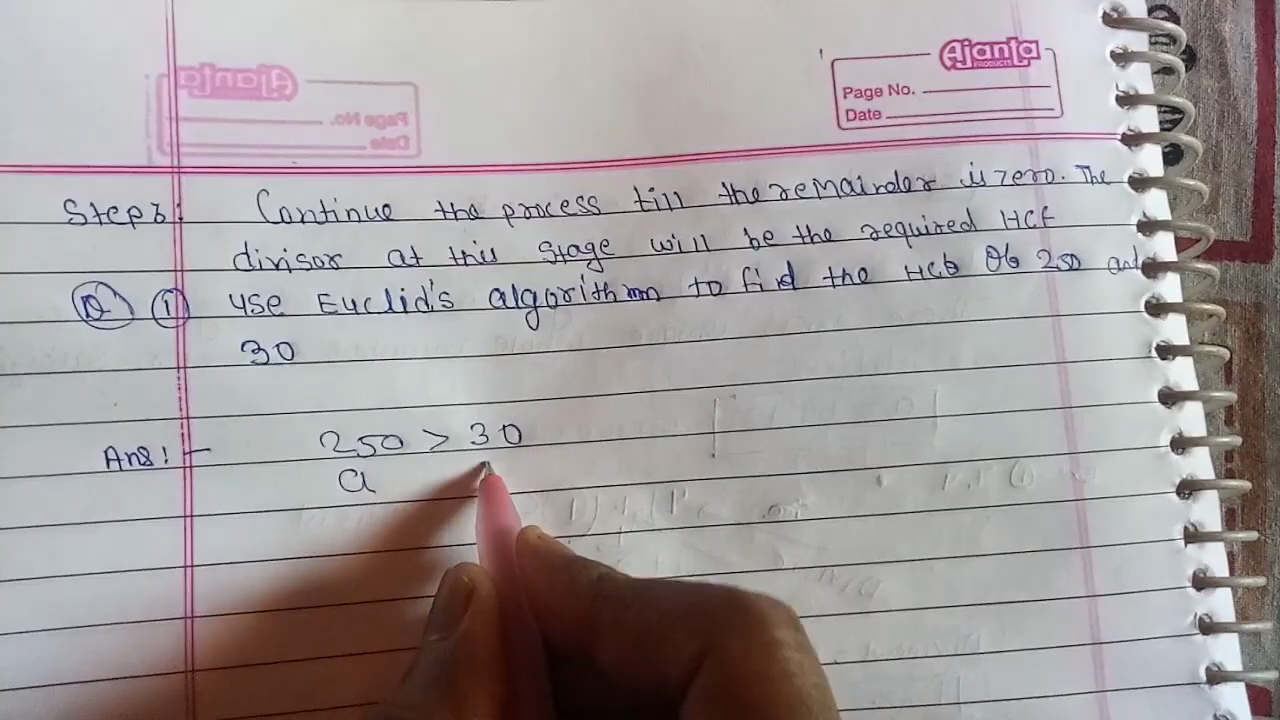 Ajanta
PRODUCTS
Page No.
Date
Step 3: Continue the process till the remainder is zero. The
divisor at this stage will be the required HCF
Q ① Use Euclid's algorithm to find the HCF Of 250 and
30
Ans:- 250 > 30
a